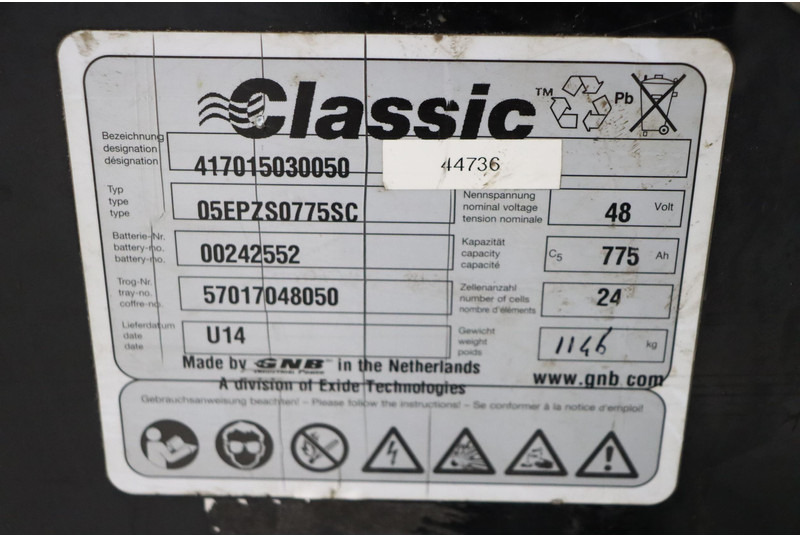 Classic ™
Pb
Bezeichnung
designation
désignation
417015030050
44736
Typ
type
type
05EPZS0775SC
Nennspannung
nominal voltage
tension nominale
48 Volt
Batterie-Nr.
battery-no.
battery-no.
00242552
Kapazität
capacity
capacité
C5 775 Ah
Trog-Nr.
tray-no.
coffre-no.
57017048050
Zellenanzahl
number of cells
nombre d'éléments
24
Lieferdatum
date
date
U14
Gewicht
weight
poids
1146 kg
Made by GNB in the Netherlands
A division of Exide Technologies
www.gnb.com
Gebrauchsanweisung beachten! – Please follow the instructions! – Se conformer à la notice d'emploi!